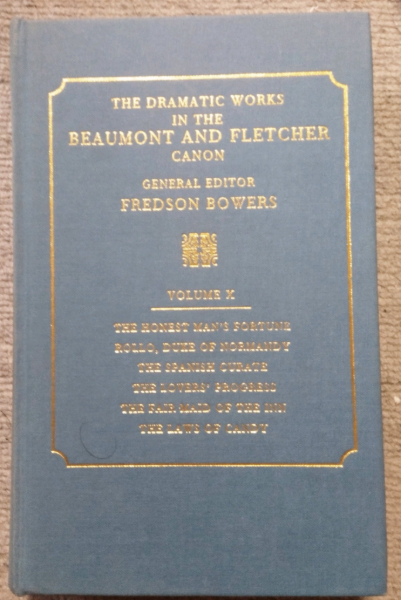 THE DRAMATIC WORKS
IN THE
BEAUMONT AND FLETCHER
CANON
GENERAL EDITOR
FREDSON BOWERS
VOLUME X
THE HONEST MAN'S FORTUNE
ROLLO, DUKE OF NORMANDY
THE SPANISH CURATE
THE LOVERS' PROGRESS
THE FAIR MAID OF THE INN
THE LAWS OF CANDY